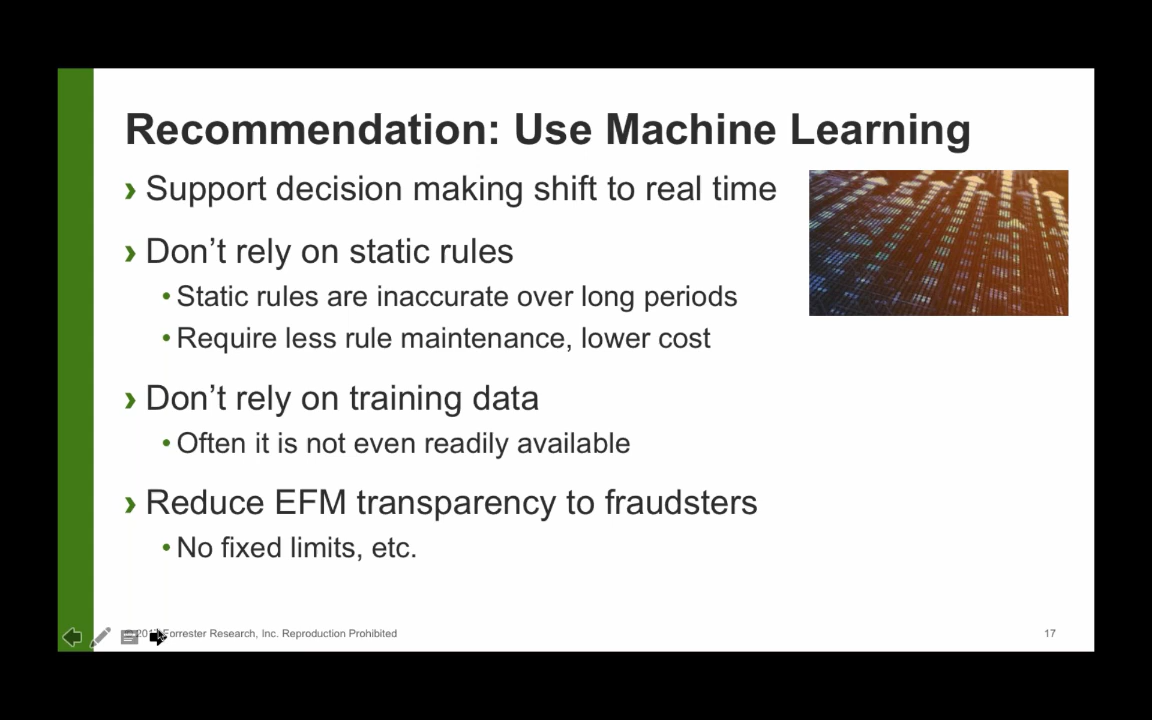 Recommendation: Use Machine Learning
› Support decision making shift to real time
› Don’t rely on static rules
• Static rules are inaccurate over long periods
• Require less rule maintenance, lower cost
› Don’t rely on training data
• Often it is not even readily available
› Reduce EFM transparency to fraudsters
• No fixed limits, etc.
Forrester Research, Inc. Reproduction Prohibited
17